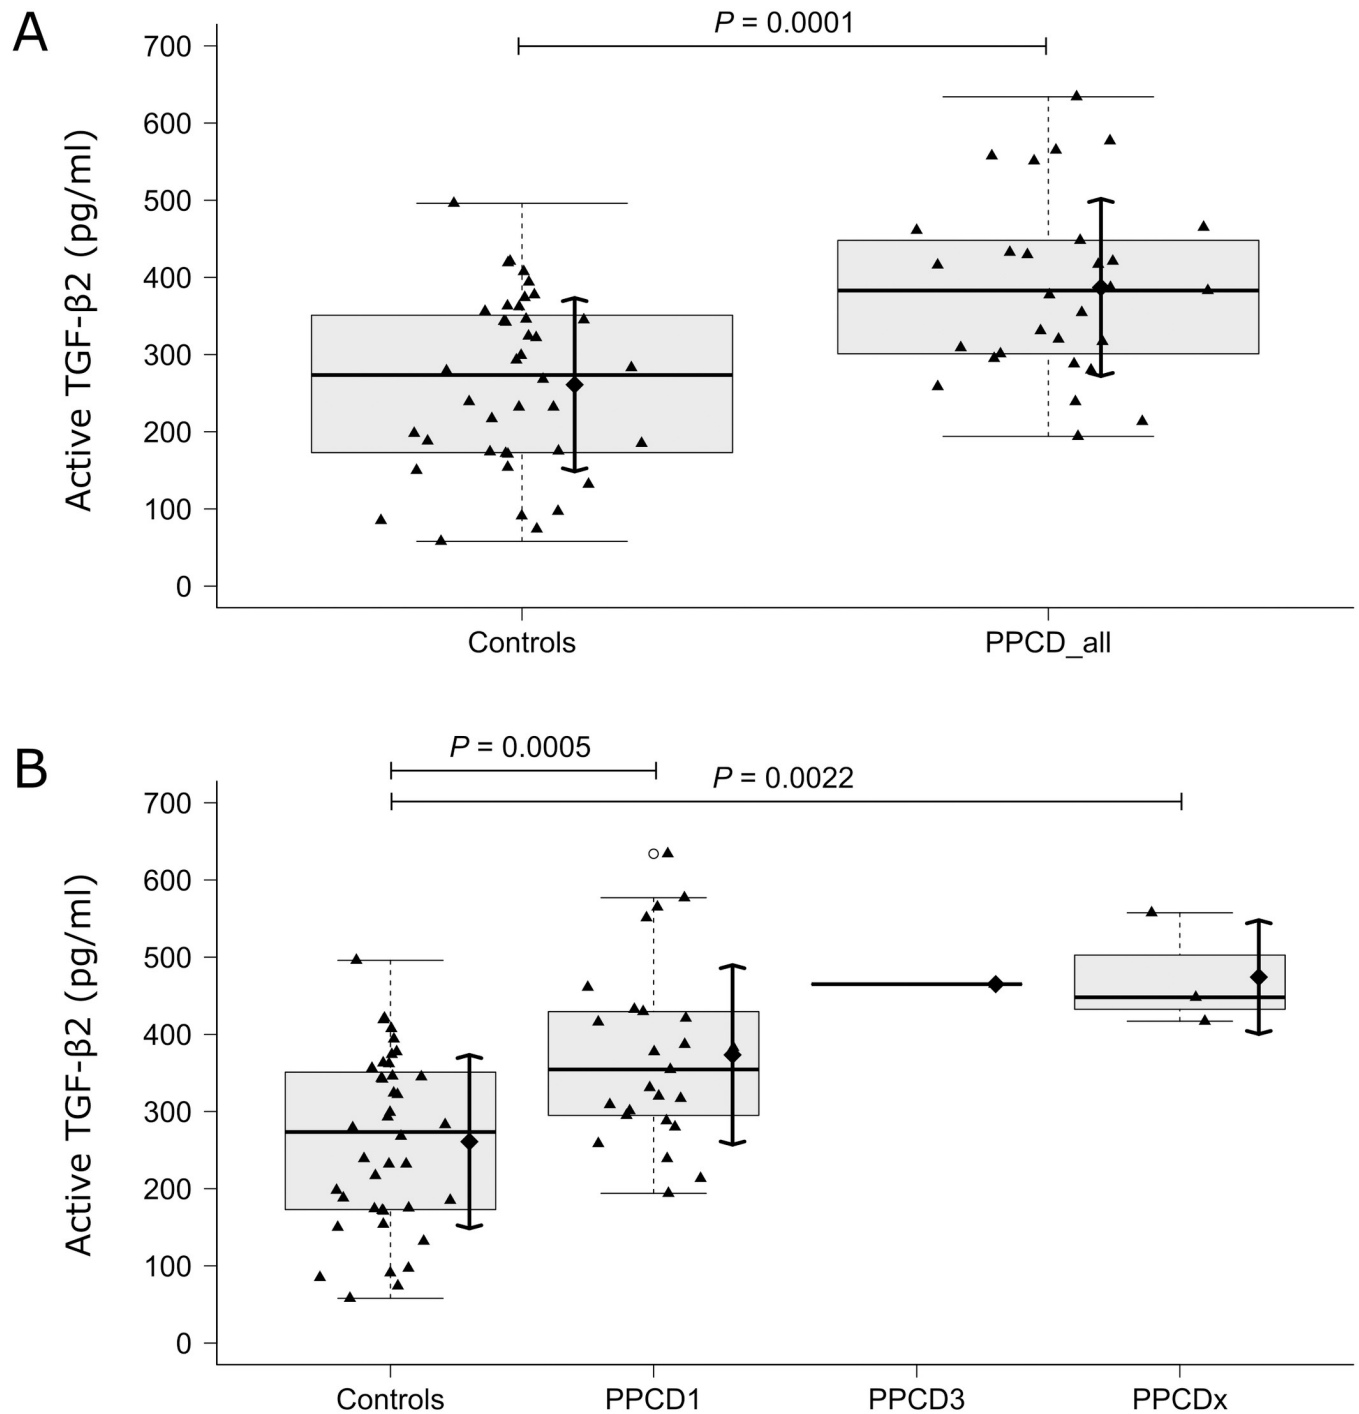 A
P = 0.0001
700
600
500
400
300
200
100
0
Active TGF-β2 (pg/ml)
Controls PPCD_all
B
P = 0.0005
P = 0.0022
700
600
500
400
300
200
100
0
Active TGF-β2 (pg/ml)
Controls PPCD1 PPCD3 PPCDx